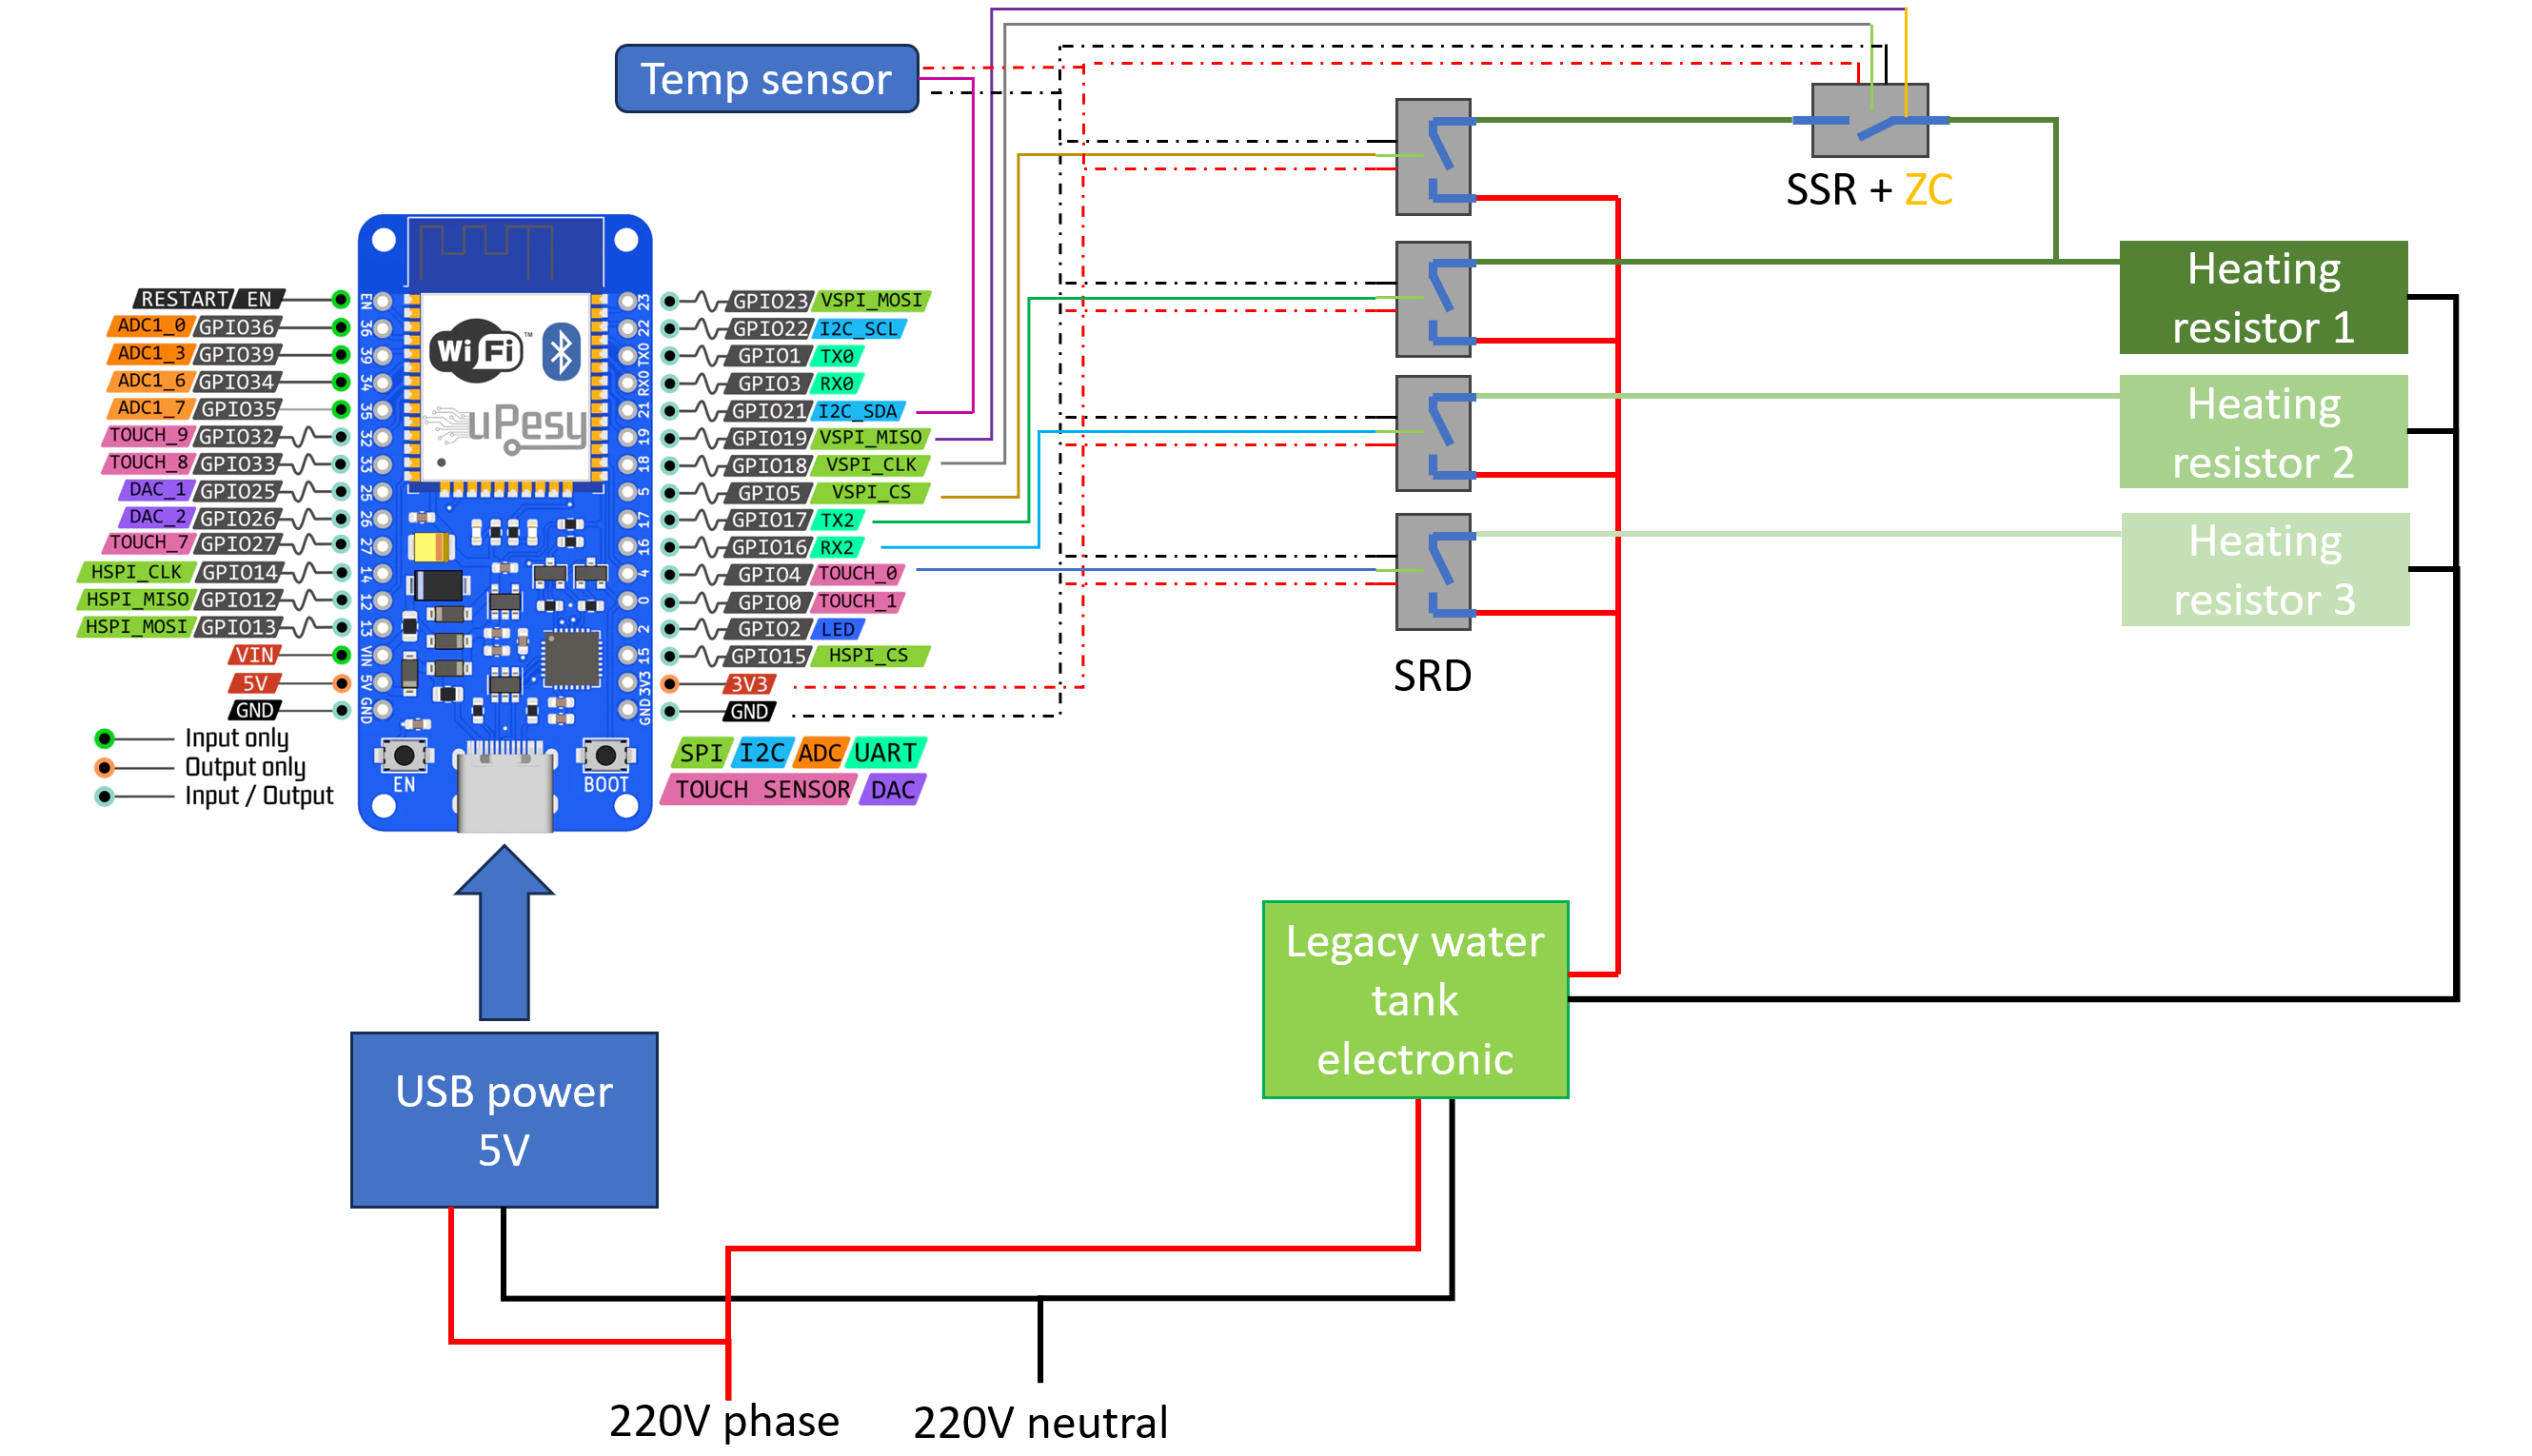 Temp sensor
SSR + ZC
SRD
Heating
resistor 1
Heating
resistor 2
Heating
resistor 3
RESTART EN
ADC1_0 GPIO36
ADC1_3 GPIO39
ADC1_6 GPIO34
ADC1_7 GPIO35
TOUCH_9 GPIO32
TOUCH_8 GPIO33
DAC_1 GPIO25
DAC_2 GPIO26
TOUCH_7 GPIO27
HSPI_CLK GPIO14
HSPI_MISO GPIO12
HSPI_MOSI GPIO13
VIN
5V
GND
Input only
Output only
Input / Output
EN
36
39
34
35
32
33
25
26
27
14
12
13
VIN
5V
GND
WiFi™
uPesy
EN
BOOT
23
22
TX0
RX0
21
19
18
5
17
16
4
0
2
15
3V3
GND
GPIO23 VSPI_MOSI
GPIO22 I2C_SCL
GPIO1 TX0
GPIO3 RX0
GPIO21 I2C_SDA
GPIO19 VSPI_MISO
GPIO18 VSPI_CLK
GPIO5 VSPI_CS
GPIO17 TX2
GPIO16 RX2
GPIO4 TOUCH_0
GPIO0 TOUCH_1
GPIO2 LED
GPIO15 HSPI_CS
3V3
GND
SPI I2C ADC UART
TOUCH SENSOR DAC
Legacy water
tank
electronic
USB power
5V
220V phase
220V neutral